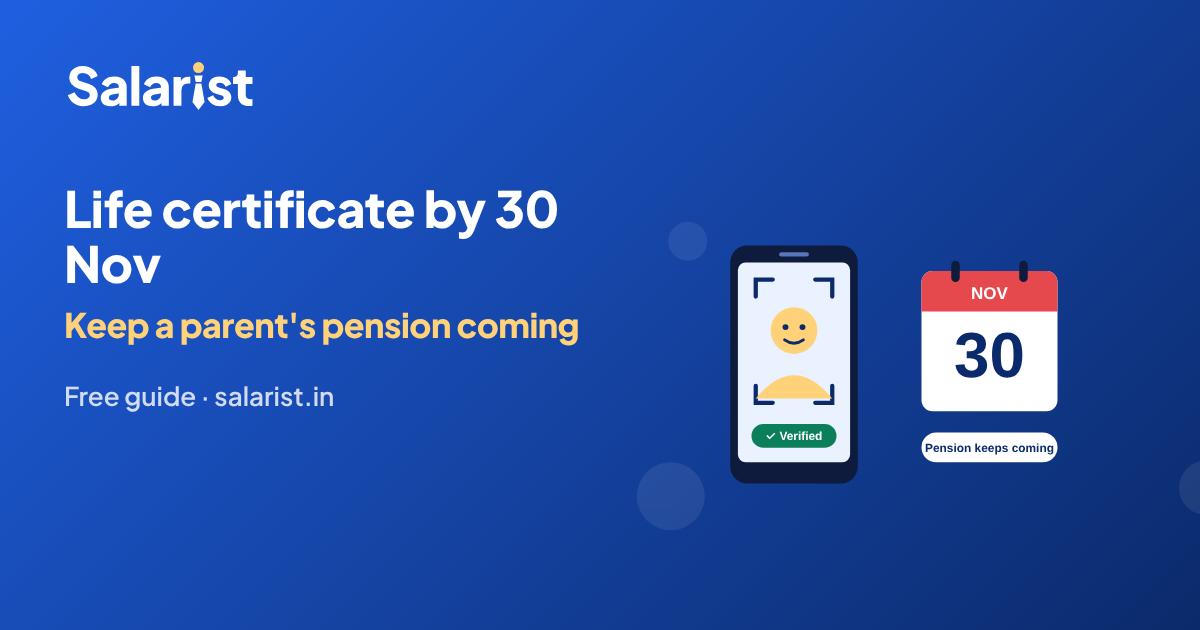 Salarist
Life certificate by 30
Nov
Keep a parent's pension coming
Free guide · salarist.in
Verified
NOV
30
Pension keeps coming